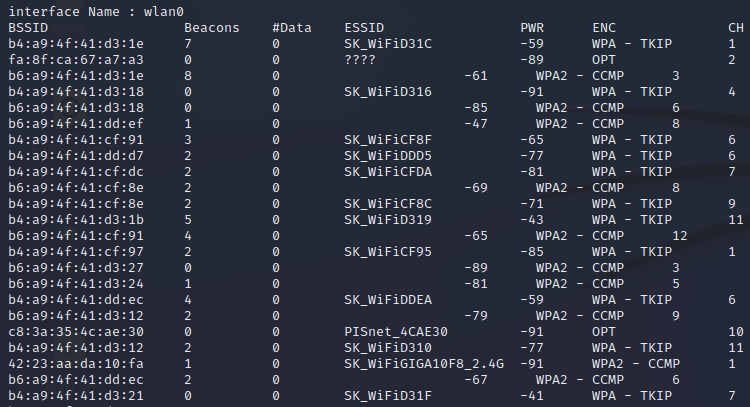 interface Name : wlan0
BSSID Beacons #Data ESSID PWR ENC CH
b4:a9:4f:41:d3:1e 7 0 SK_WiFiD31C -59 WPA - TKIP 1
fa:8f:ca:67:a7:a3 0 0 ???? -89 OPT 2
b6:a9:4f:41:d3:1e 8 0 -61 WPA2 - CCMP 3
b4:a9:4f:41:d3:18 0 0 SK_WiFiD316 -91 WPA - TKIP 4
b6:a9:4f:41:d3:18 0 0 -85 WPA2 - CCMP 6
b6:a9:4f:41:dd:ef 1 0 -47 WPA2 - CCMP 8
b4:a9:4f:41:cf:91 3 0 SK_WiFiCF8F -65 WPA - TKIP 6
b4:a9:4f:41:dd:d7 2 0 SK_WiFiDDD5 -77 WPA - TKIP 6
b4:a9:4f:41:cf:dc 2 0 SK_WiFiCFDA -81 WPA - TKIP 7
b6:a9:4f:41:cf:8e 2 0 -69 WPA2 - CCMP 8
b4:a9:4f:41:cf:8e 2 0 SK_WiFiCF8C -71 WPA - TKIP 9
b4:a9:4f:41:d3:1b 5 0 SK_WiFiD319 -43 WPA - TKIP 11
b6:a9:4f:41:cf:91 4 0 -65 WPA2 - CCMP 12
b4:a9:4f:41:cf:97 2 0 SK_WiFiCF95 -85 WPA - TKIP 1
b6:a9:4f:41:d3:27 0 0 -89 WPA2 - CCMP 3
b6:a9:4f:41:d3:24 1 0 -81 WPA2 - CCMP 5
b4:a9:4f:41:dd:ec 4 0 SK_WiFiDDEA -59 WPA - TKIP 6
b6:a9:4f:41:d3:12 2 0 -79 WPA2 - CCMP 9
c8:3a:35:4c:ae:30 0 0 PISnet_4CAE30 -91 OPT 10
b4:a9:4f:41:d3:12 2 0 SK_WiFiD310 -77 WPA - TKIP 11
42:23:aa:da:10:fa 1 0 SK_WiFiGIGA10F8_2.4G -91 WPA2 - CCMP 1
b6:a9:4f:41:dd:ec 2 0 -67 WPA2 - CCMP 6
b4:a9:4f:41:d3:21 0 0 SK_WiFiD31F -41 WPA - TKIP 7